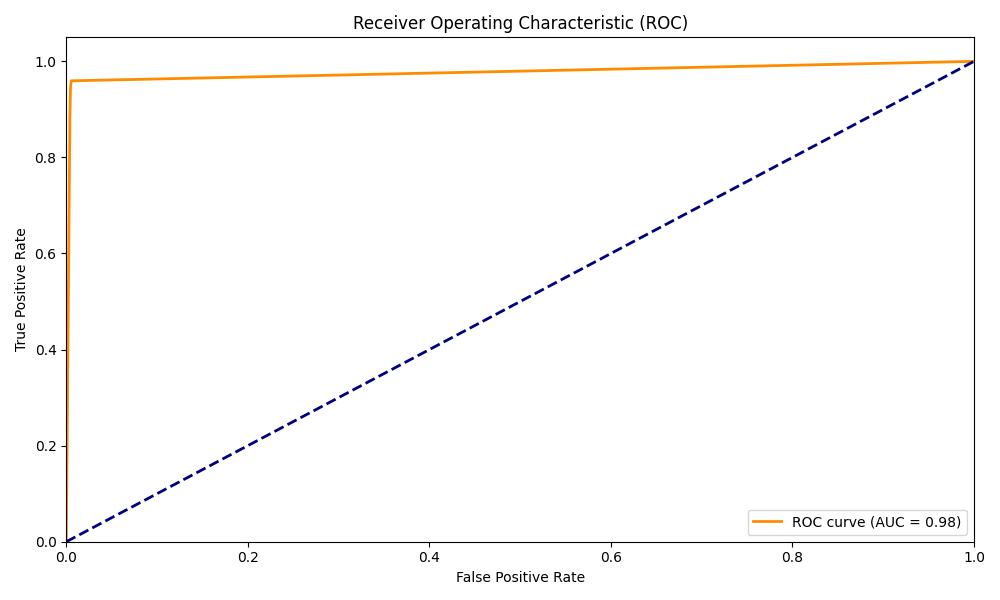 Receiver Operating Characteristic (ROC)
True Positive Rate
1.0
0.8
0.6
0.4
0.2
0.0
0.0 0.2 0.4 0.6 0.8 1.0
False Positive Rate
ROC curve (AUC = 0.98)